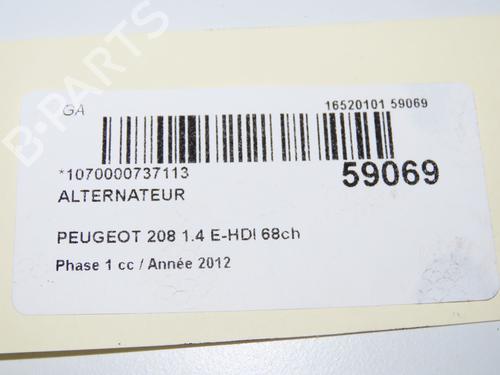 B-PARTS
GA
16520101 59069
*1070000737113
59069
ALTERNATEUR
PEUGEOT 208 1.4 E-HDI 68ch
Phase 1 cc / Année 2012